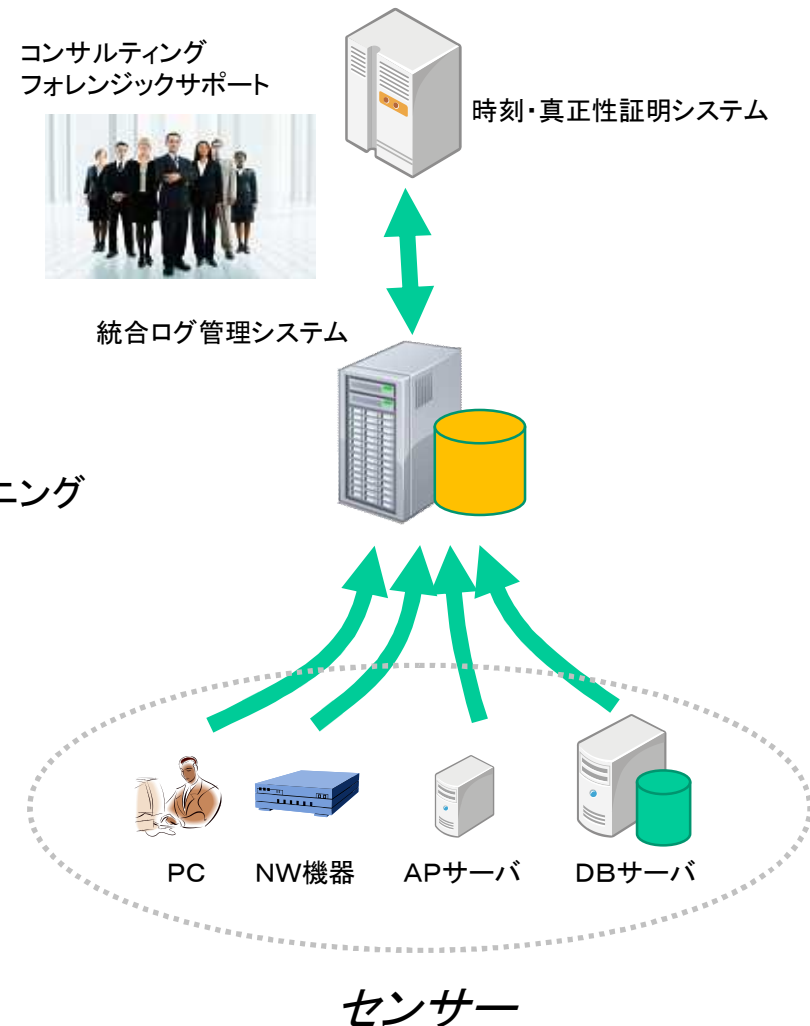 コンサルティング
フォレンジックサポート
時刻・真正性証明システム
統合ログ管理システム
ニング
PC
NW機器
APサーバ
DBサーバ
センサー